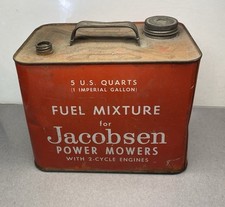 5 U.S. QUARTS
(1 IMPERIAL GALLON)
FUEL MIXTURE
for
Jacobsen
POWER MOWERS
WITH 2-CYCLE ENGINES